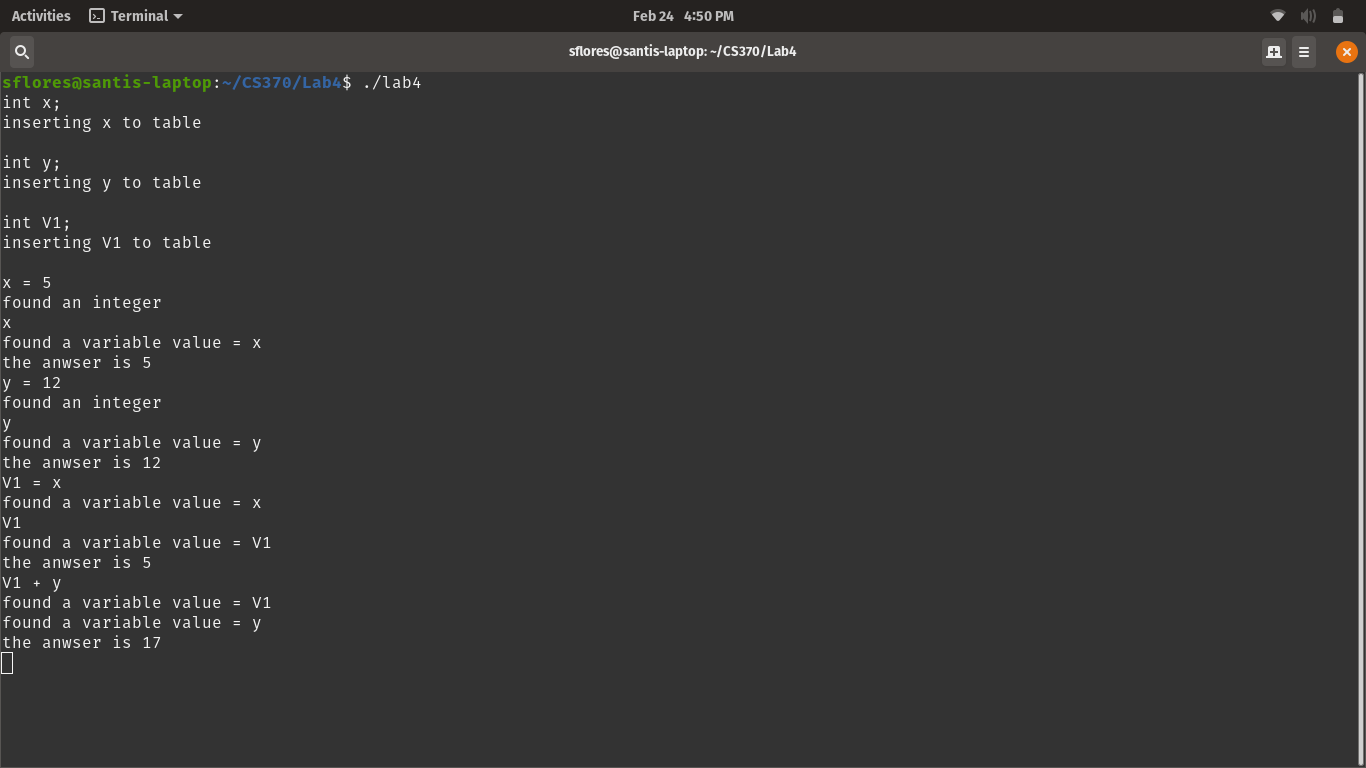 Activities Terminal Feb 24 4:50 PM
sflores@santis-laptop: ~/CS370/Lab4
sflores@santis-laptop:~/CS370/Lab4$ ./lab4
int x;
inserting x to table
int y;
inserting y to table
int V1;
inserting V1 to table
x = 5
found an integer
x
found a variable value = x
the anwser is 5
y = 12
found an integer
y
found a variable value = y
the anwser is 12
V1 = x
found a variable value = x
V1
found a variable value = V1
the anwser is 5
V1 + y
found a variable value = V1
found a variable value = y
the anwser is 17